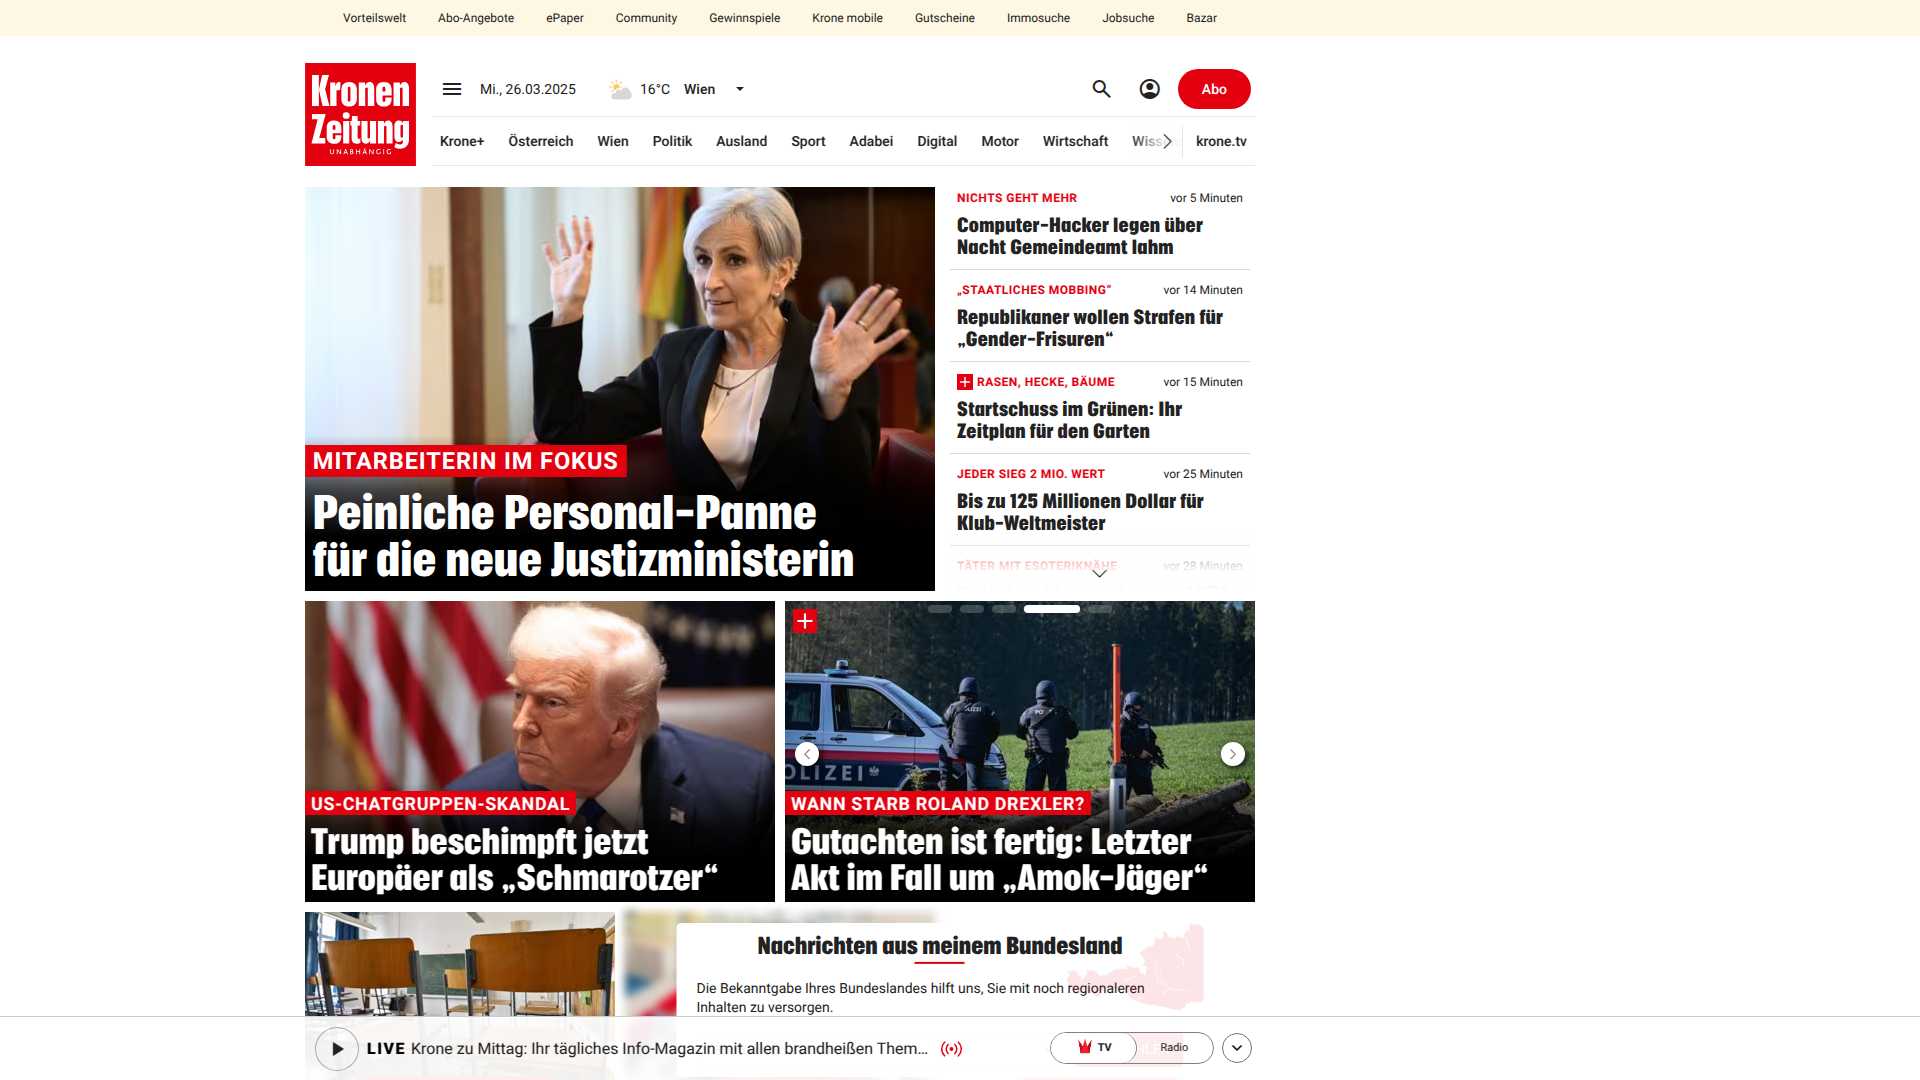 Vorteilswelt Abo-Angebote ePaper Community Gewinnspiele Krone mobile Gutscheine Immosuche Jobsuche Bazar
Kronen
Zeitung
UNABHÄNGIG
Mi., 26.03.2025 16°C Wien
Abo
Krone+ Österreich Wien Politik Ausland Sport Adabei Digital Motor Wirtschaft Wiss krone.tv
MITARBEITERIN IM FOKUS
Peinliche Personal-Panne
für die neue Justizministerin
NICHTS GEHT MEHR vor 5 Minuten
Computer-Hacker legen über
Nacht Gemeindeamt lahm
„STAATLICHES MOBBING“ vor 14 Minuten
Republikaner wollen Strafen für
„Gender-Frisuren“
RASEN, HECKE, BÄUME vor 15 Minuten
Startschuss im Grünen: Ihr
Zeitplan für den Garten
JEDER SIEG 2 MIO. WERT vor 25 Minuten
Bis zu 125 Millionen Dollar für
Klub-Weltmeister
TÄTER MIT ESOTERIKNÄHE vor 28 Minuten
US-CHATGRUPPEN-SKANDAL
Trump beschimpft jetzt
Europäer als „Schmarotzer“
POLIZEI
WANN STARB ROLAND DREXLER?
Gutachten ist fertig: Letzter
Akt im Fall um „Amok-Jäger“
Nachrichten aus meinem Bundesland
Die Bekanntgabe Ihres Bundeslandes hilft uns, Sie mit noch regionaleren
Inhalten zu versorgen.
LIVE Krone zu Mittag: Ihr tägliches Info-Magazin mit allen brandheißen Them...
TV Radio